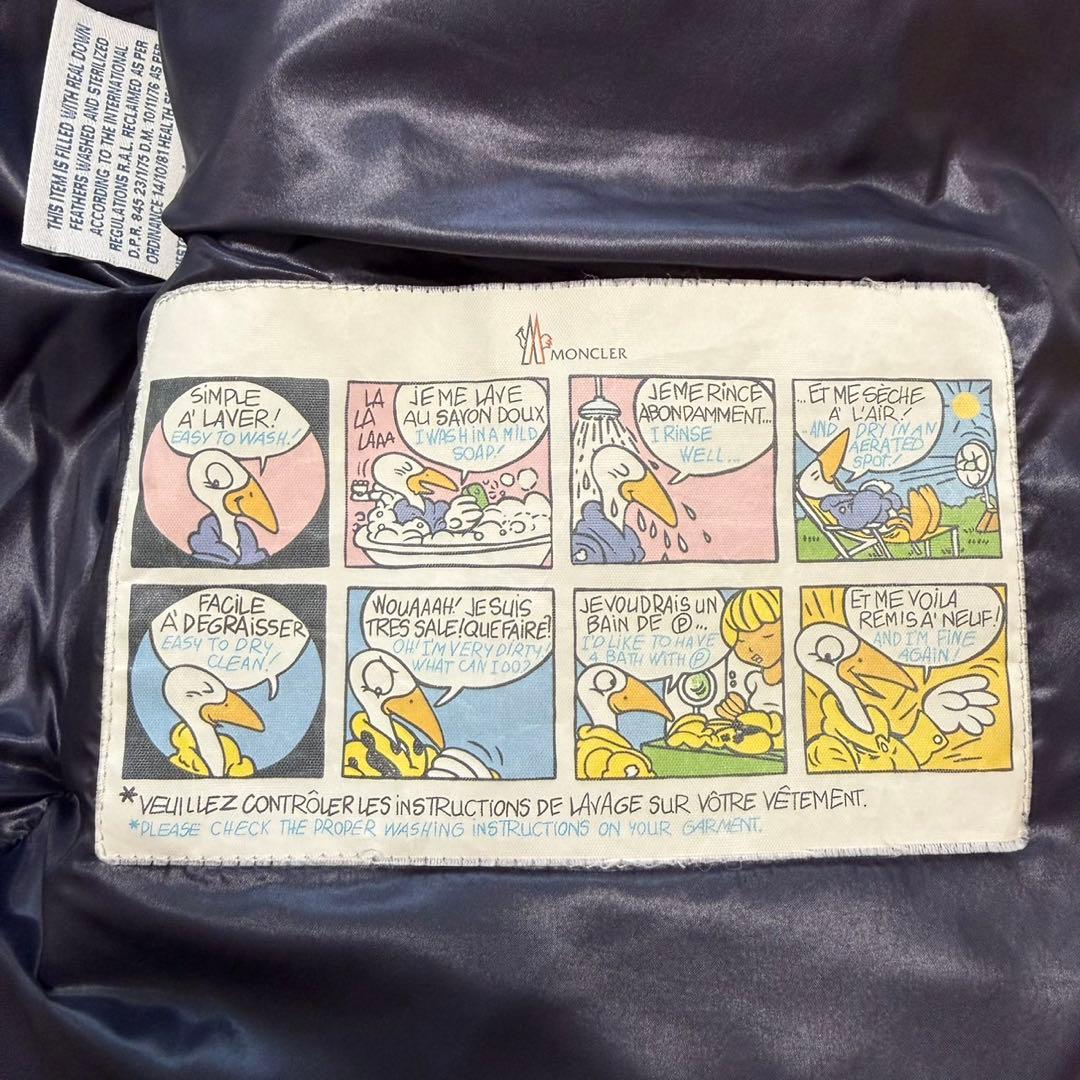 THIS ITEM IS FILLED WITH REAL DOWN
FEATHERS WASHED AND STERILIZED
ACCORDING TO THE INTERNATIONAL
REGULATIONS R.A.L. RECLAIMED AS PER
D.P.R. 845 2311/75 D.M. 10/11/76 AS PER
ORDINANCE 14/10/81 HEALTH
MONCLER
SIMPLE
A' LAVER!
EASY TO WASH!
LA
LÀ
LAAA
JE ME LAVE
AU SAVON DOUX
I WASH IN A MILD
SOAP!
JE ME RINCE
ABONDAMMENT...
I RINSE
WELL...
...ET ME SÈCHE
A' L'AIR!
..AND DRY IN AN
AERATED
SPOT!
FACILE
A' DEGRAISSER
EASY TO DRY
CLEAN!
WOUAAAH! JE SUIS
TRES SALE! QUE FAIRE?
OH! I'M VERY DIRTY!
WHAT CAN I DO?
JE VOUDRAIS UN
BAIN DE Ⓟ...
I'D LIKE TO HAVE
A BATH WITH Ⓟ
ET ME VOILA
REMIS A' NEUF!
AND I'M FINE
AGAIN!
*VEUILLEZ CONTRÔLER LES INSTRUCTIONS DE LAVAGE SUR VÔTRE VÊTEMENT.
*PLEASE CHECK THE PROPER WASHING INSTRUCTIONS ON YOUR GARMENT.